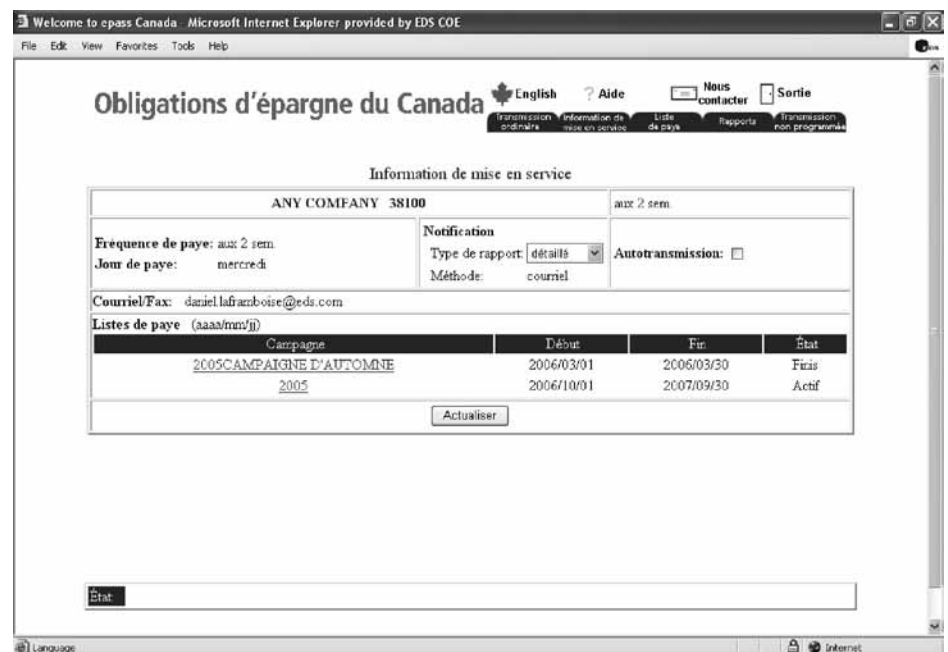 Welcome to epass Canada - Microsoft Internet Explorer provided by EDS COE
File Edit View Favorites Tools Help
Obligations d'épargne du Canada
English ? Aide Nous contacter Sortie
Transmission ordinaire Information de mise en service Liste de paye Rapports Transmission non programmée
Information de mise en service
ANY COMPANY 38100 aux 2 sem.
Fréquence de paye: aux 2 sem.
Jour de paye: mercredi
Notification
Type de rapport: détaillé
Méthode: courriel
Autotransmission:
Courriel/Fax: daniel.laframboise@eds.com
Listes de paye (aaaa/mm/jj)
Campagne Début Fin État
2005CAMPAIGNE D'AUTOMNE 2006/03/01 2006/03/30 Finis
2005 2006/10/01 2007/09/30 Actif
Actualiser
État
Language Internet